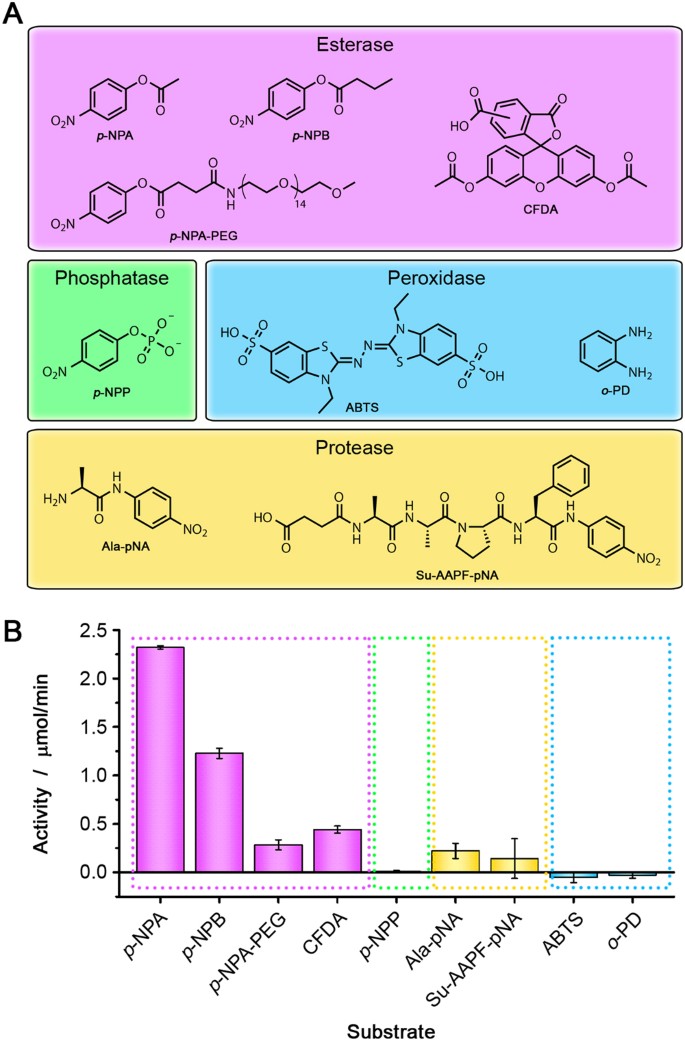 A
Esterase
O
O
O₂N
p-NPA
O
O
O₂N
p-NPB
O
HO
O
O
O
O
O
O
O
CFDA
O
O
O₂N
O
N
H
O
14
O
O
p-NPA-PEG
Phosphatase
O
O⁻
P
O⁻
O
O₂N
p-NPP
Peroxidase
HO
O
S
O
S
N
N
N
N
S
O
S
O
OH
ABTS
NH₂
NH₂
o-PD
Protease
H₂N
O
H
N
NO₂
Ala-pNA
HO
O
O
N
H
O
H
N
O
N
O
N
H
O
H
N
NO₂
Su-AAPF-pNA
B
Activity / μmol/min
2.5
2.0
1.5
1.0
0.5
0.0
p-NPA
p-NPB
p-NPA-PEG
CFDA
p-NPP
Ala-pNA
Su-AAPF-pNA
ABTS
o-PD
Substrate